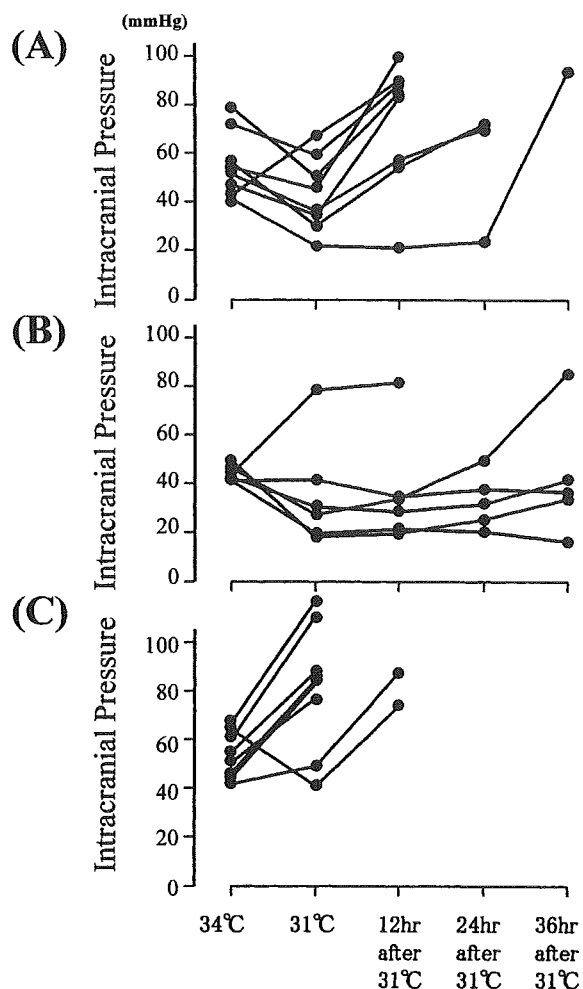 (mmHg)
(A)
Intracranial Pressure
100
80
60
40
20
0
(B)
Intracranial Pressure
100
80
60
40
20
0
(C)
Intracranial Pressure
100
80
60
40
20
0
34℃ 31℃ 12hr 24hr 36hr
after after after
31℃ 31℃ 31℃